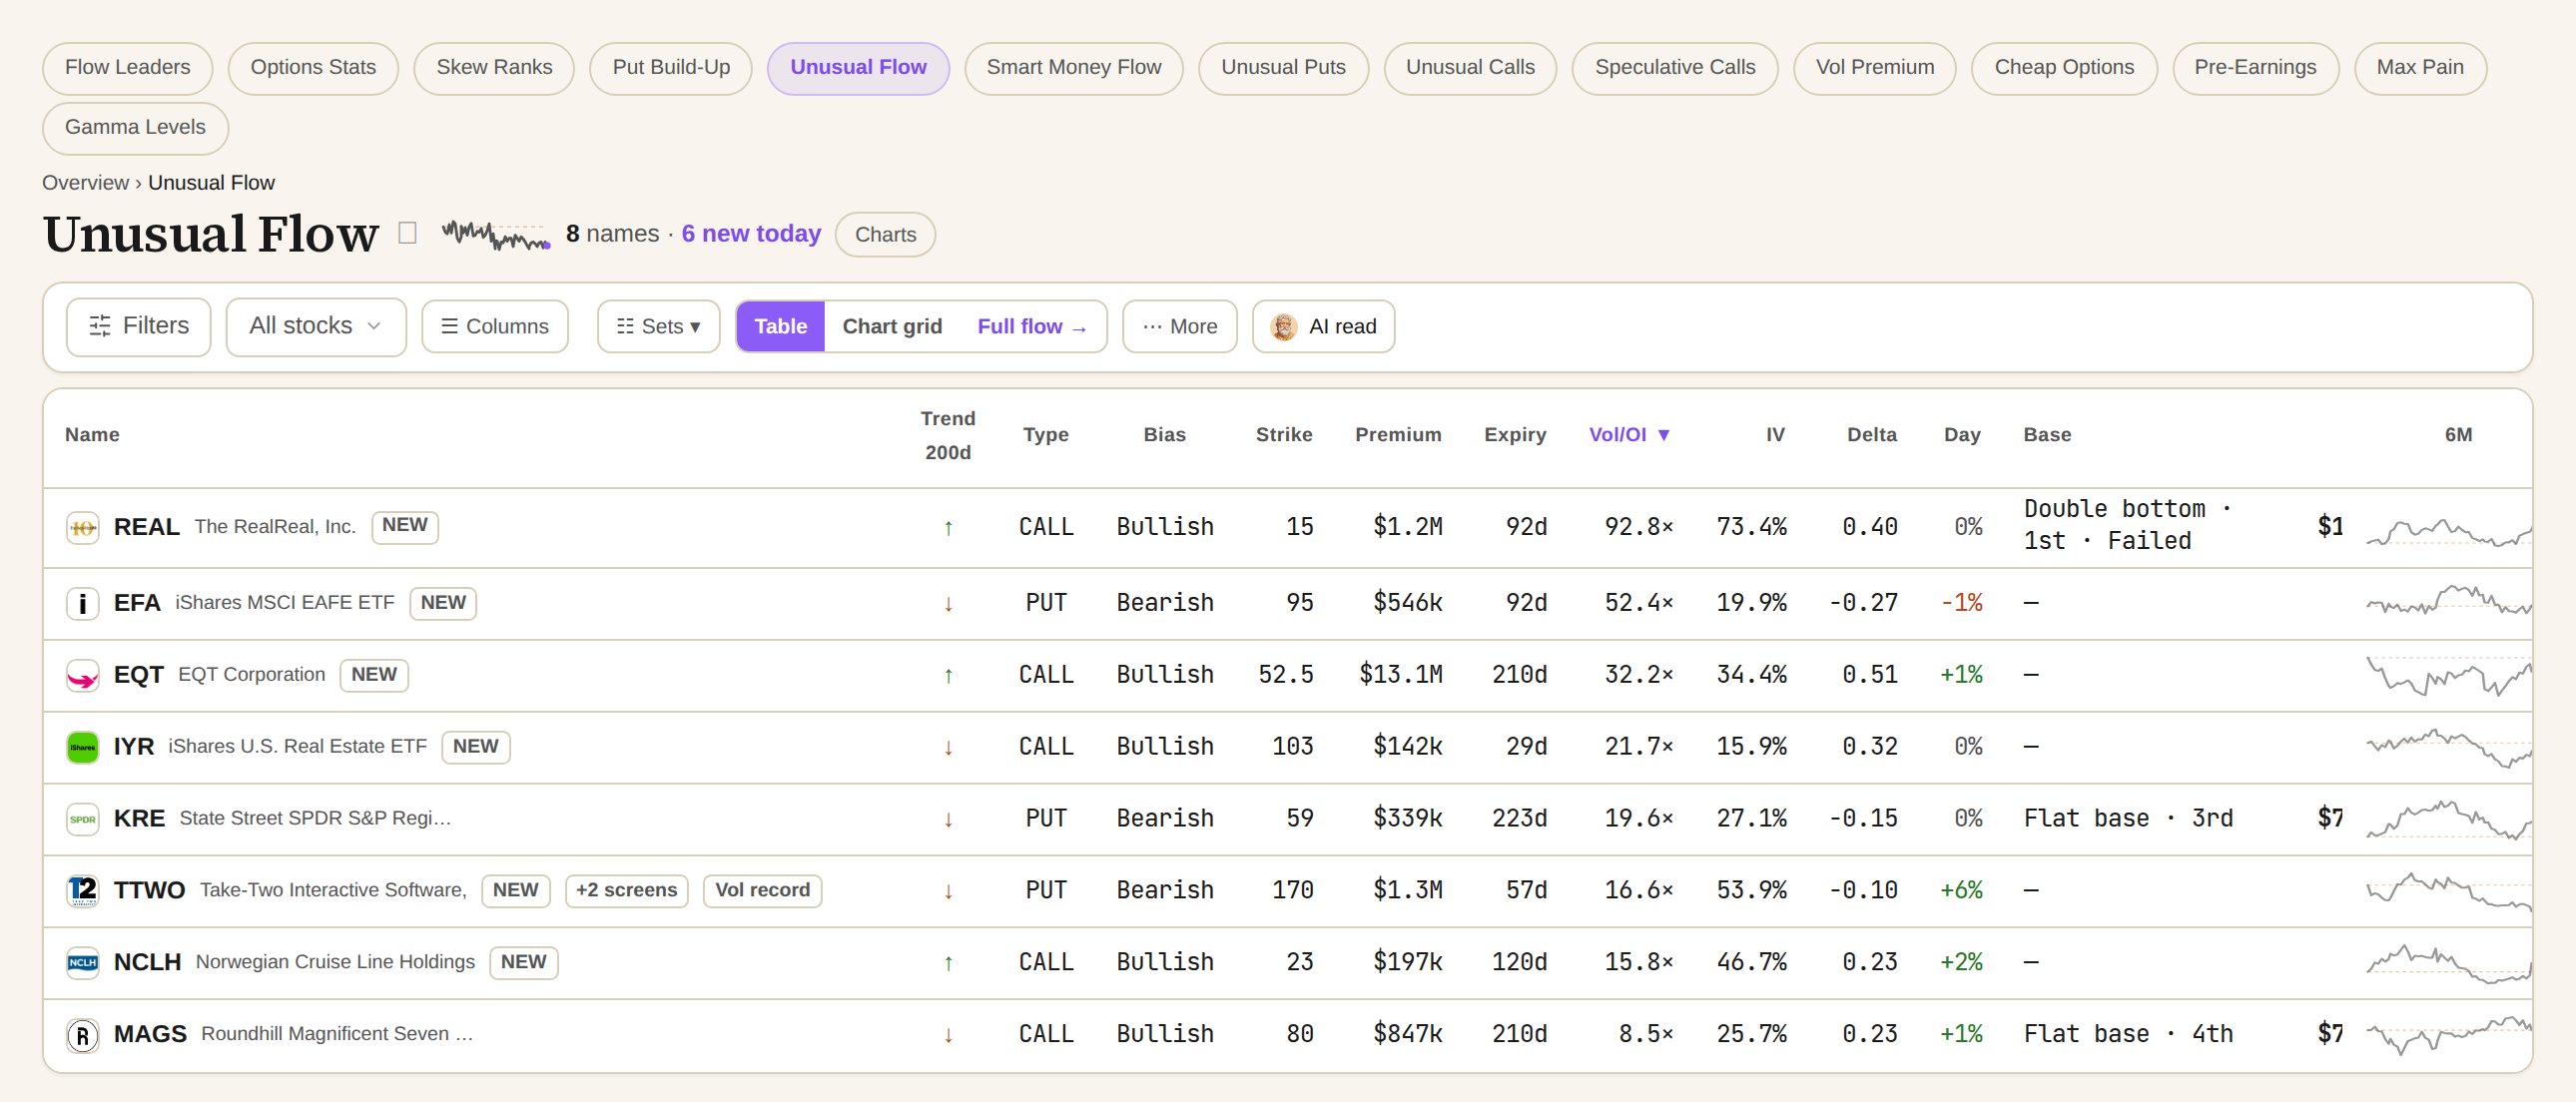 Flow Leaders Options Stats Skew Ranks Put Build-Up Unusual Flow Smart Money Flow Unusual Puts Unusual Calls Speculative Calls Vol Premium Cheap Options Pre-Earnings Max Pain
Gamma Levels
Overview › Unusual Flow
Unusual Flow 8 names · 6 new today Charts
Filters All stocks Columns Sets ▾ Table Chart grid Full flow → ··· More AI read
Name Trend 200d Type Bias Strike Premium Expiry Vol/OI ▼ IV Delta Day Base 6M
REAL The RealReal, Inc. NEW ↑ CALL Bullish 15 $1.2M 92d 92.8× 73.4% 0.40 0% Double bottom · 1st · Failed $1
i EFA iShares MSCI EAFE ETF NEW ↓ PUT Bearish 95 $546k 92d 52.4× 19.9% -0.27 -1% —
EQT EQT Corporation NEW ↑ CALL Bullish 52.5 $13.1M 210d 32.2× 34.4% 0.51 +1% —
iShares IYR iShares U.S. Real Estate ETF NEW ↓ CALL Bullish 103 $142k 29d 21.7× 15.9% 0.32 0% —
SPDR KRE State Street SPDR S&P Regi… ↓ PUT Bearish 59 $339k 223d 19.6× 27.1% -0.15 0% Flat base · 3rd $7
T2 TTWO Take-Two Interactive Software, NEW +2 screens Vol record ↓ PUT Bearish 170 $1.3M 57d 16.6× 53.9% -0.10 +6% —
NCLH NCLH Norwegian Cruise Line Holdings NEW ↑ CALL Bullish 23 $197k 120d 15.8× 46.7% 0.23 +2% —
R MAGS Roundhill Magnificent Seven … ↓ CALL Bullish 80 $847k 210d 8.5× 25.7% 0.23 +1% Flat base · 4th $7